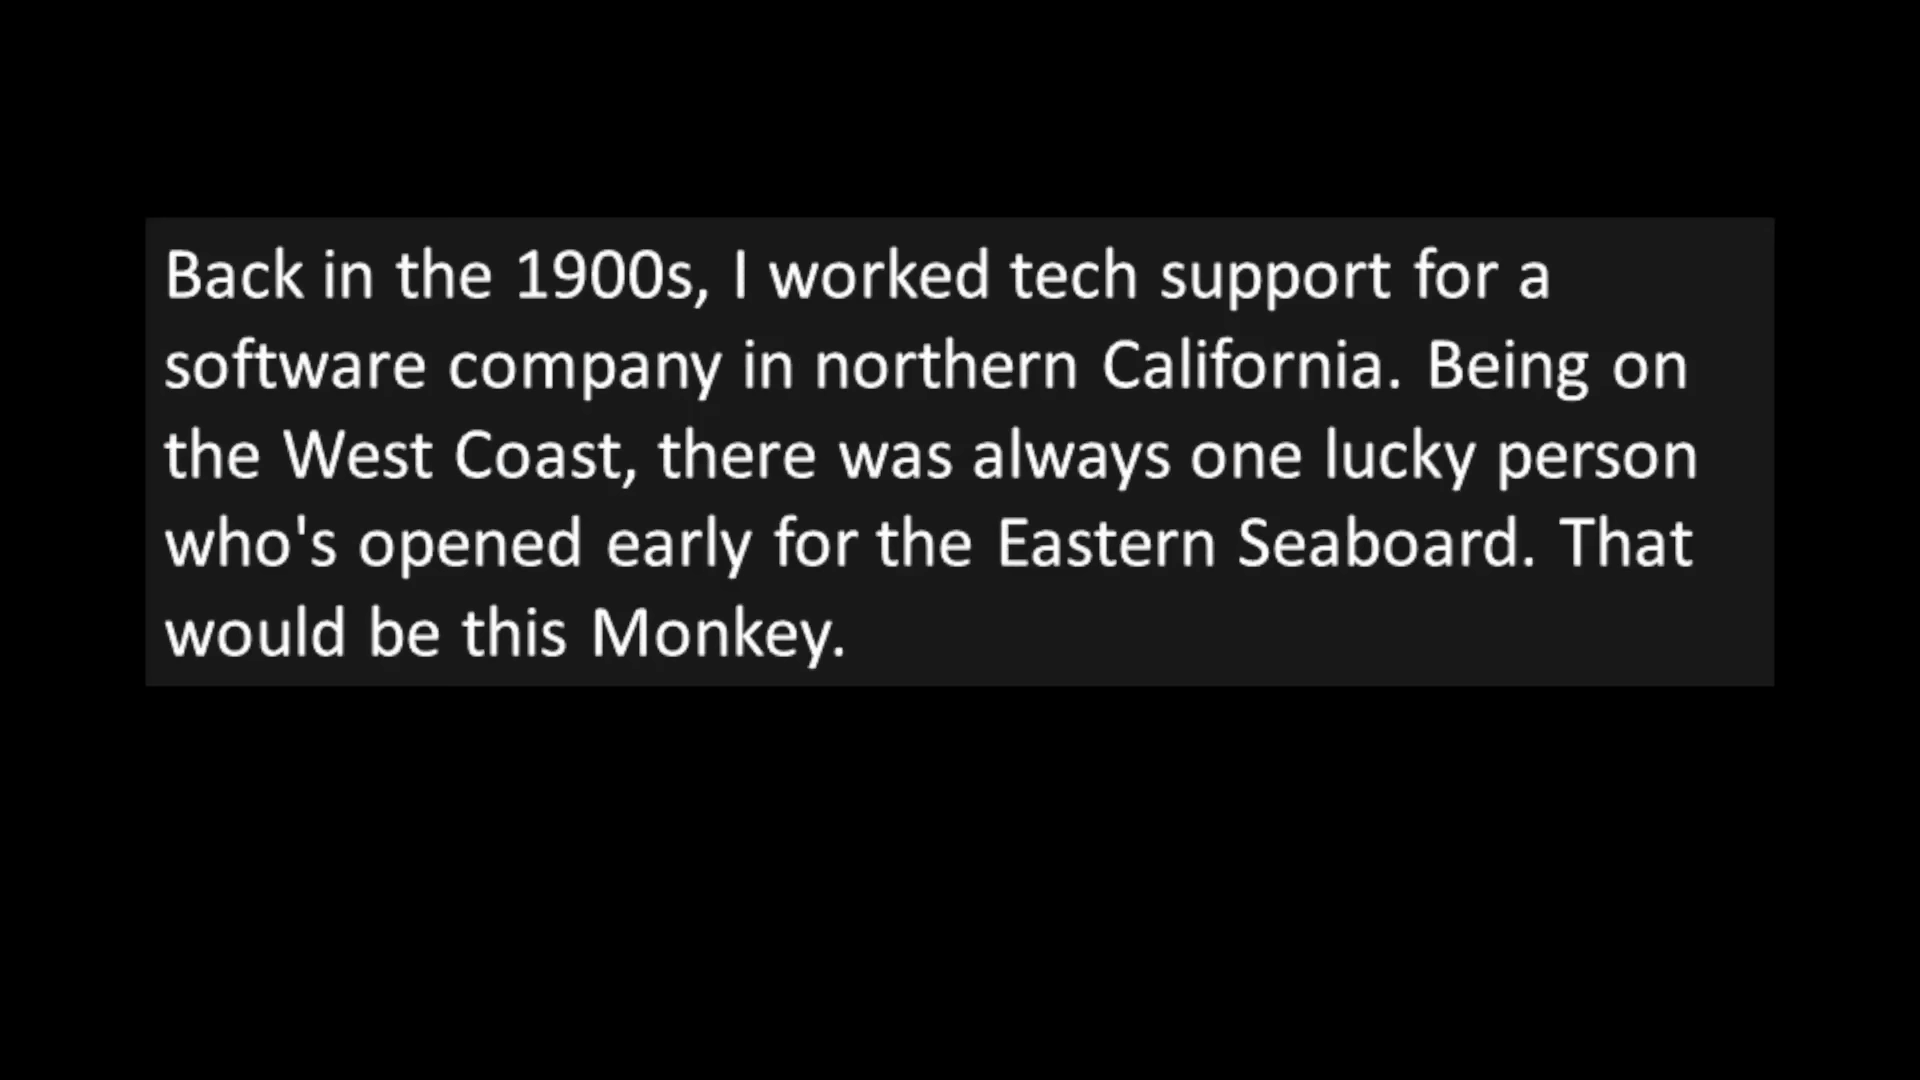 Back in the 1900s, I worked tech support for a
software company in northern California. Being on
the West Coast, there was always one lucky person
who's opened early for the Eastern Seaboard. That
would be this Monkey.